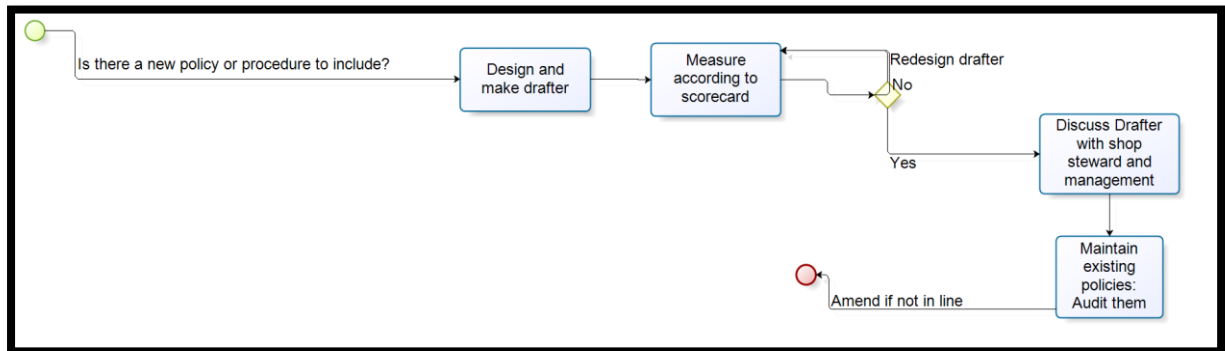 Is there a new policy or procedure to include?
Design and
make drafter
Measure
according to
scorecard
Redesign drafter
No
Yes
Discuss Drafter
with shop
steward and
management
Maintain
existing
policies:
Audit them
Amend if not in line